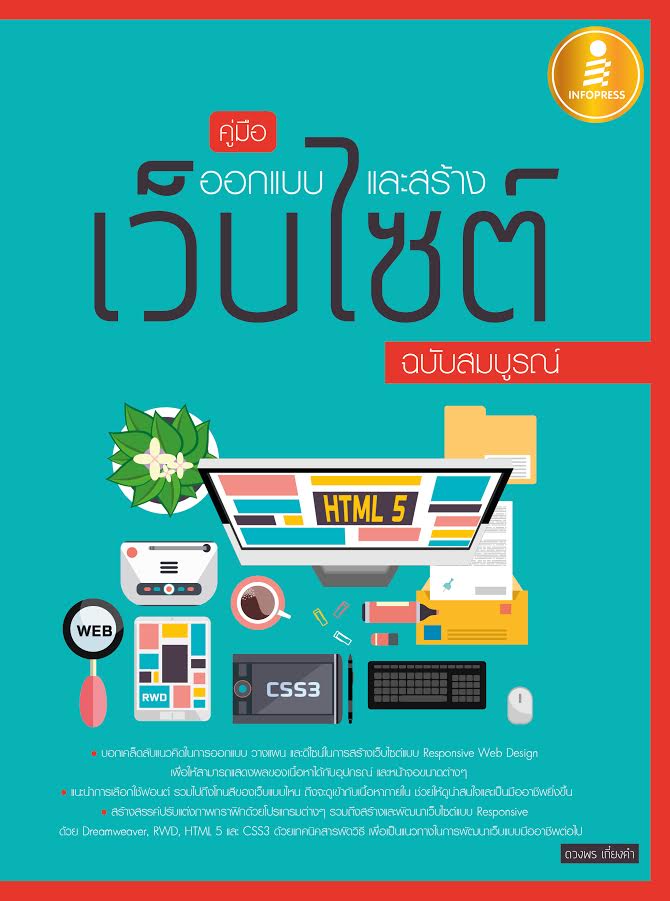 INFOPRESS
คู่มือ
ออกแบบ และสร้าง
เว็บไซต์
ฉบับสมบูรณ์
HTML 5
WEB
RWD
CSS3
• บอกเคล็ดลับแนวคิดในการออกแบบ วางแผน และดีไซน์ในการสร้างเว็บไซต์แบบ Responsive Web Design
เพื่อให้สามารถแสดงผลของเนื้อหาได้กับอุปกรณ์ และหน้าจอขนาดต่างๆ
• แนะนำการเลือกใช้ฟอนต์ รวมไปถึงโทนสีของเว็บแบบไหน ถึงจะดูเข้ากับเนื้อหาภายใน ช่วยให้ดูน่าสนใจและเป็นมืออาชีพยิ่งขึ้น
• สร้างสรรค์ปรับแต่งภาพกราฟิกด้วยโปรแกรมต่างๆ รวมถึงสร้างและพัฒนาเว็บไซต์แบบ Responsive
ด้วย Dreamweaver, RWD, HTML 5 และ CSS3 ด้วยเทคนิคสารพัดวิธี เพื่อเป็นแนวทางในการพัฒนาเว็บแบบมืออาชีพต่อไป
ดวงพร เกี๋ยงคำ